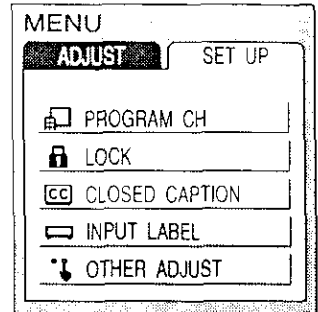 MENU
ADJUST SET UP
PROGRAM CH
LOCK
CC CLOSED CAPTION
INPUT LABEL
OTHER ADJUST